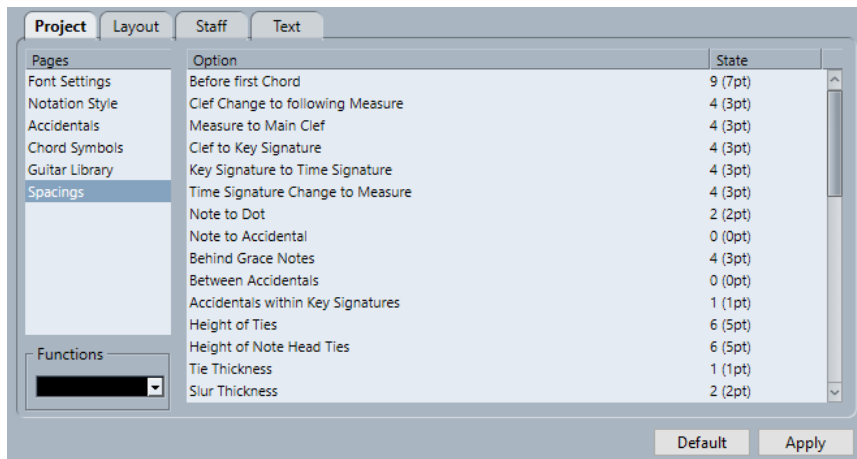 Project Layout Staff Text
Pages Option State
Font Settings Before first Chord 9 (7pt)
Notation Style Clef Change to following Measure 4 (3pt)
Accidentals Measure to Main Clef 4 (3pt)
Chord Symbols Clef to Key Signature 4 (3pt)
Guitar Library Key Signature to Time Signature 4 (3pt)
Spacings Time Signature Change to Measure 4 (3pt)
Note to Dot 2 (2pt)
Note to Accidental 0 (0pt)
Behind Grace Notes 4 (3pt)
Between Accidentals 0 (0pt)
Accidentals within Key Signatures 1 (1pt)
Height of Ties 6 (5pt)
Height of Note Head Ties 6 (5pt)
Functions
Tie Thickness 1 (1pt)
Slur Thickness 2 (2pt)
Default Apply